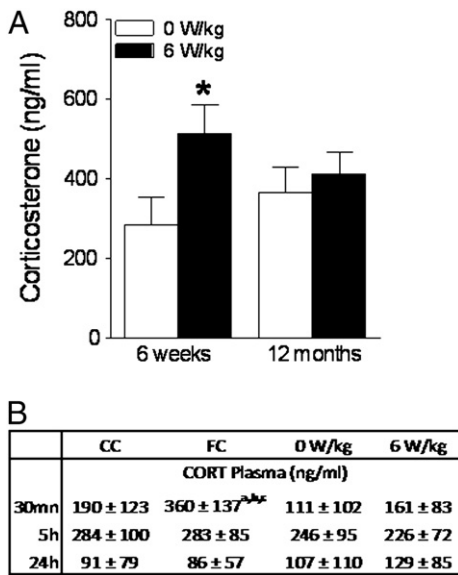 A
0 W/kg
6 W/kg
*
Corticosterone (ng/ml)
800
600
400
200
0
6 weeks 12 months
B
CC FC 0 W/kg 6 W/kg
CORT Plasma (ng/ml)
30mn 190 ± 123 360 ± 137 111 ± 102 161 ± 83
5h 284 ± 100 283 ± 85 246 ± 95 226 ± 72
24h 91 ± 79 86 ± 57 107 ± 110 129 ± 85